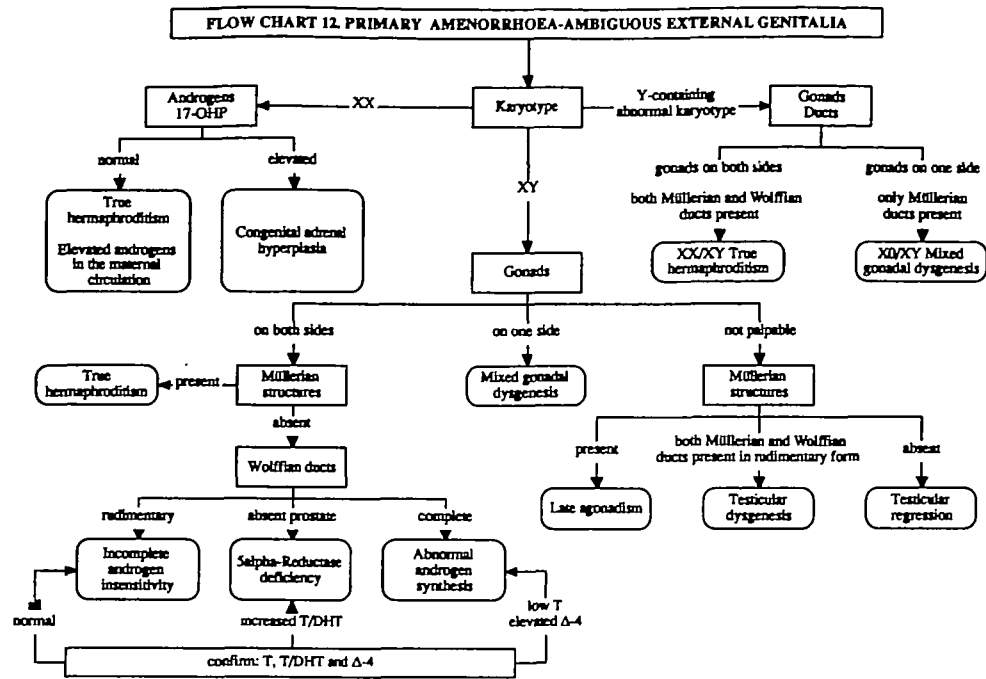 FLOW CHART 12. PRIMARY AMENORRHOEA-AMBIGUOUS EXTERNAL GENITALIA
Androgens
17-OHP
XX
Karyotype
Y-containing
abnormal karyotype
Gonads
Ducts
normal
elevated
XY
gonads on both sides
gonads on one side
both Müllerian and Wolffian
ducts present
only Müllerian
ducts present
True
hermaphroditism
Elevated androgens
in the maternal
circulation
Congenital adrenal
hyperplasia
XX/XY True
hermaphroditism
X0/XY Mixed
gonadal dysgenesis
Gonads
on both sides
on one side
not palpable
True
hermaphroditism
present
Müllerian
structures
Mixed gonadal
dysgenesis
Müllerian
structures
absent
Wolffian ducts
present
both Müllerian and Wolffian
ducts present in rudimentary form
absent
Late agonadism
Testicular
dysgenesis
Testicular
regression
rudimentary
absent prostate
complete
Incomplete
androgen
insensitivity
5alpha-Reductase
deficiency
Abnormal
androgen
synthesis
all
normal
increased T/DHT
low T
elevated Δ-4
confirm: T, T/DHT and Δ-4